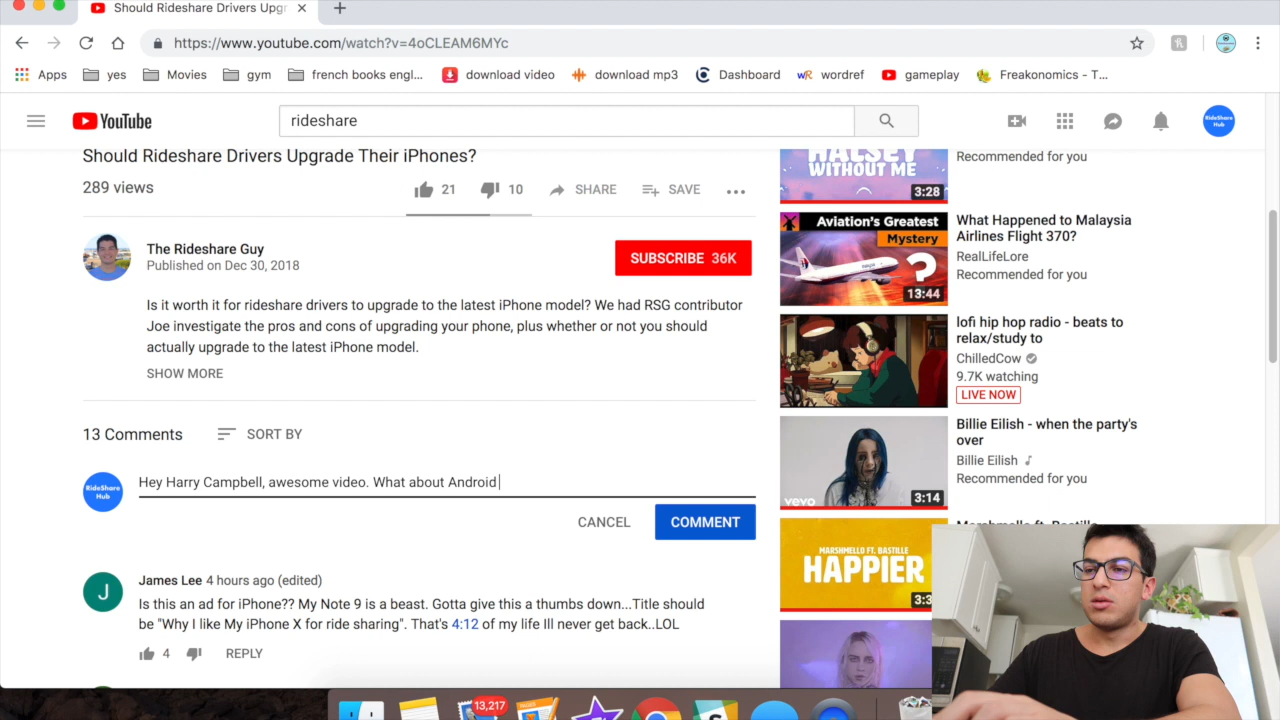 Should Rideshare Drivers Upgr
https://www.youtube.com/watch?v=4oCLEAM6MYc
Apps yes Movies gym french books engl... download video download mp3 Dashboard wordref gameplay Freakonomics - T...
YouTube
rideshare
RideShare
Hub
Should Rideshare Drivers Upgrade Their iPhones?
289 views
21 10 SHARE SAVE
The Rideshare Guy
Published on Dec 30, 2018
SUBSCRIBE 36K
Is it worth it for rideshare drivers to upgrade to the latest iPhone model? We had RSG contributor
Joe investigate the pros and cons of upgrading your phone, plus whether or not you should
actually upgrade to the latest iPhone model.
SHOW MORE
13 Comments SORT BY
RideShare
Hub
Hey Harry Campbell, awesome video. What about Android
CANCEL COMMENT
J
James Lee 4 hours ago (edited)
Is this an ad for iPhone?? My Note 9 is a beast. Gotta give this a thumbs down...Title should
be "Why I like My iPhone X for ride sharing". That's 4:12 of my life Ill never get back..LOL
4 REPLY
HALSEY
WITHOUT ME
3:28
Recommended for you
Aviation's Greatest
Mystery
?
13:44
What Happened to Malaysia
Airlines Flight 370?
RealLifeLore
Recommended for you
lofi hip hop radio - beats to
relax/study to
ChilledCow
9.7K watching
LIVE NOW
vevo
3:14
Billie Eilish - when the party's
over
Billie Eilish
Recommended for you
MARSHMELLO FT. BASTILLE
HAPPIER
Marshmello ft. Bastille
13,217
PAGES